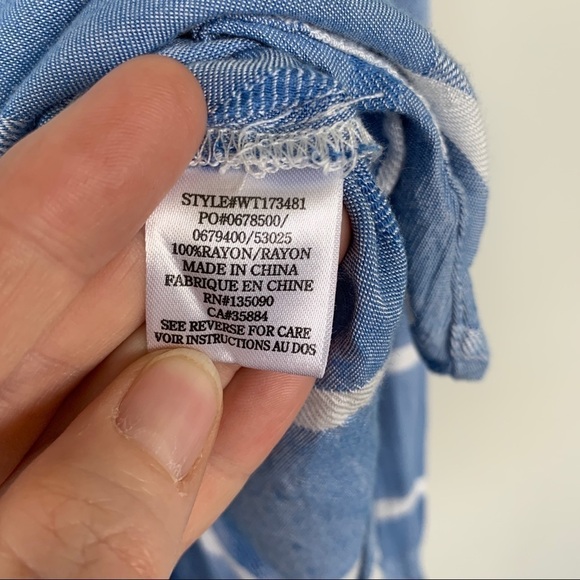 STYLE#WT173481
PO#0678500/
0679400/53025
100%RAYON/RAYON
MADE IN CHINA
FABRIQUE EN CHINE
RN#135090
CA#35884
SEE REVERSE FOR CARE
VOIR INSTRUCTIONS AU DOS